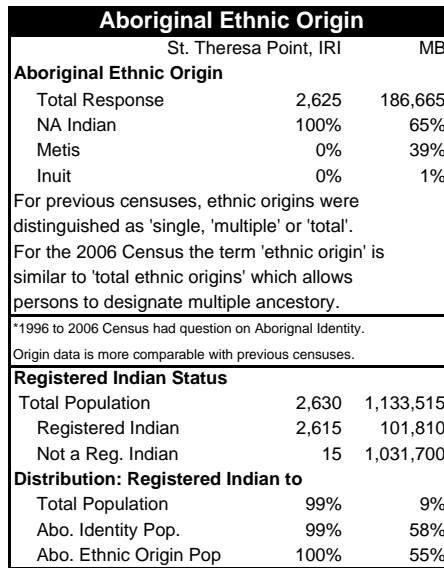 Aboriginal Ethnic Origin
St. Theresa Point, IRI MB
Aboriginal Ethnic Origin
Total Response 2,625 186,665
NA Indian 100% 65%
Metis 0% 39%
Inuit 0% 1%
For previous censuses, ethnic origins were
distinguished as 'single, 'multiple' or 'total'.
For the 2006 Census the term 'ethnic origin' is
similar to 'total ethnic origins' which allows
persons to designate multiple ancestory.
*1996 to 2006 Census had question on Aborignal Identity.
Origin data is more comparable with previous censuses.
Registered Indian Status
Total Population 2,630 1,133,515
Registered Indian 2,615 101,810
Not a Reg. Indian 15 1,031,700
Distribution: Registered Indian to
Total Population 99% 9%
Abo. Identity Pop. 99% 58%
Abo. Ethnic Origin Pop 100% 55%